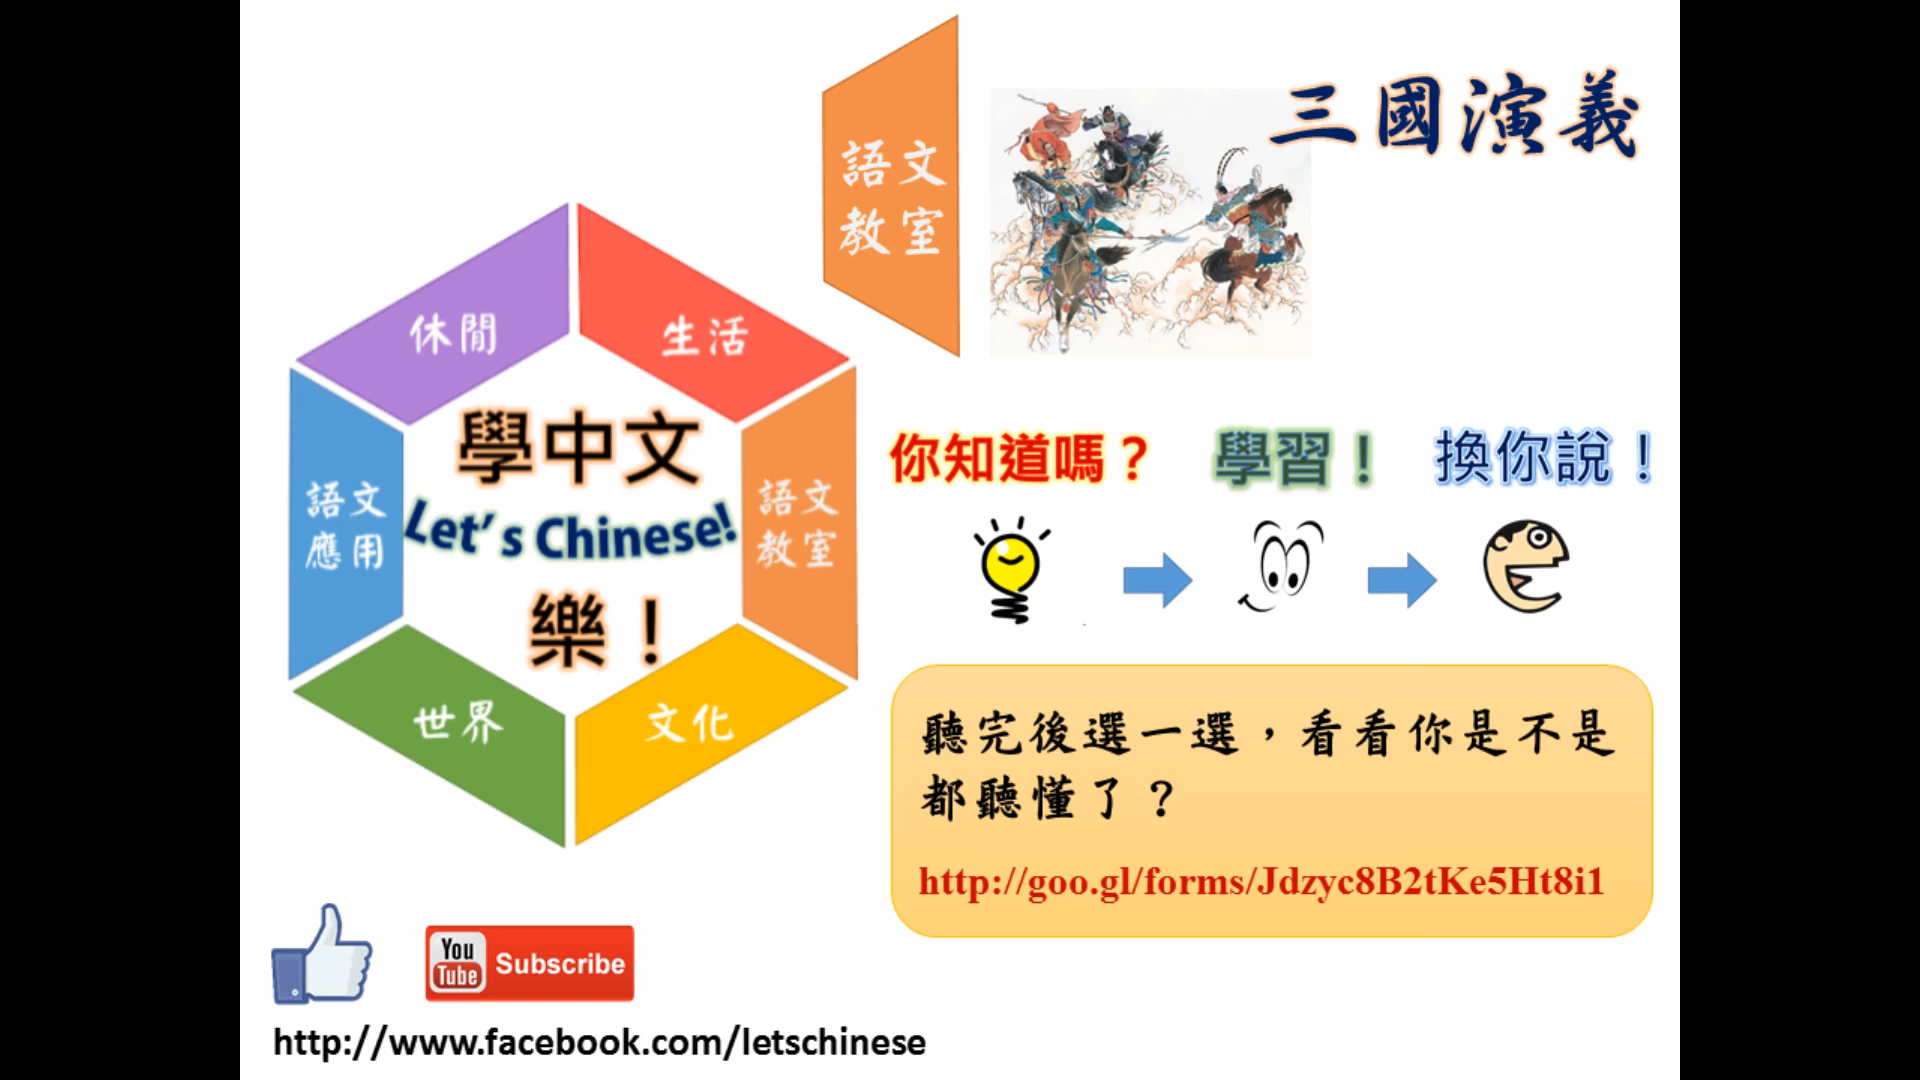 三國演義
語文
教室
休閒
生活
語文
應用
學中文
Let's Chinese!
樂！
語文
教室
世界
文化
你知道嗎？
學習！
換你說！
聽完後選一選，看看你是不是
都聽懂了？
http://goo.gl/forms/Jdzyc8B2tKe5Ht8i1
You
Tube
Subscribe
http://www.facebook.com/letschinese